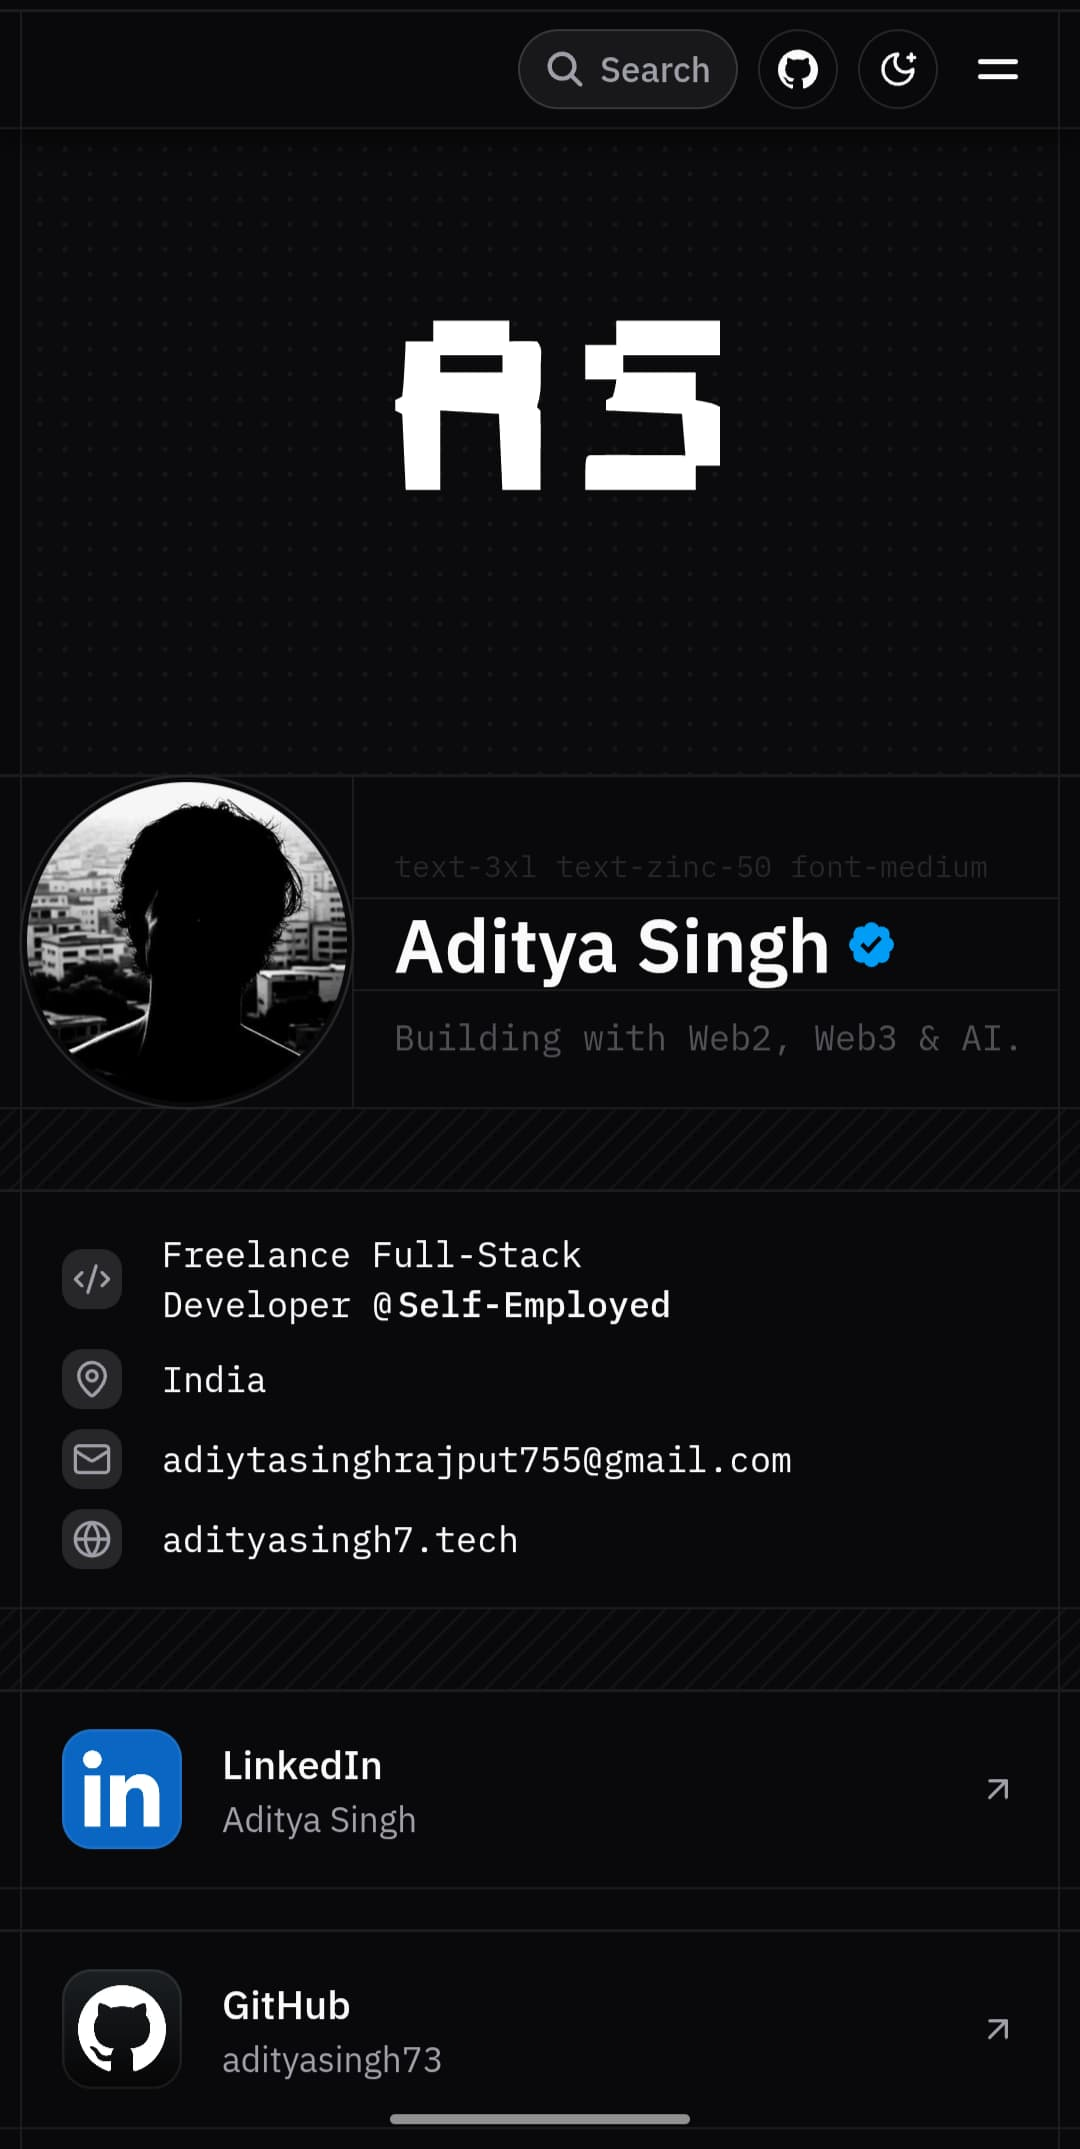 Search
AS
text-3xl text-zinc-50 font-medium
Aditya Singh
Building with Web2, Web3 & AI.
Freelance Full-Stack
Developer @Self-Employed
India
adiytasinghrajput755@gmail.com
adityasingh7.tech
in
LinkedIn
Aditya Singh
GitHub
adityasingh73